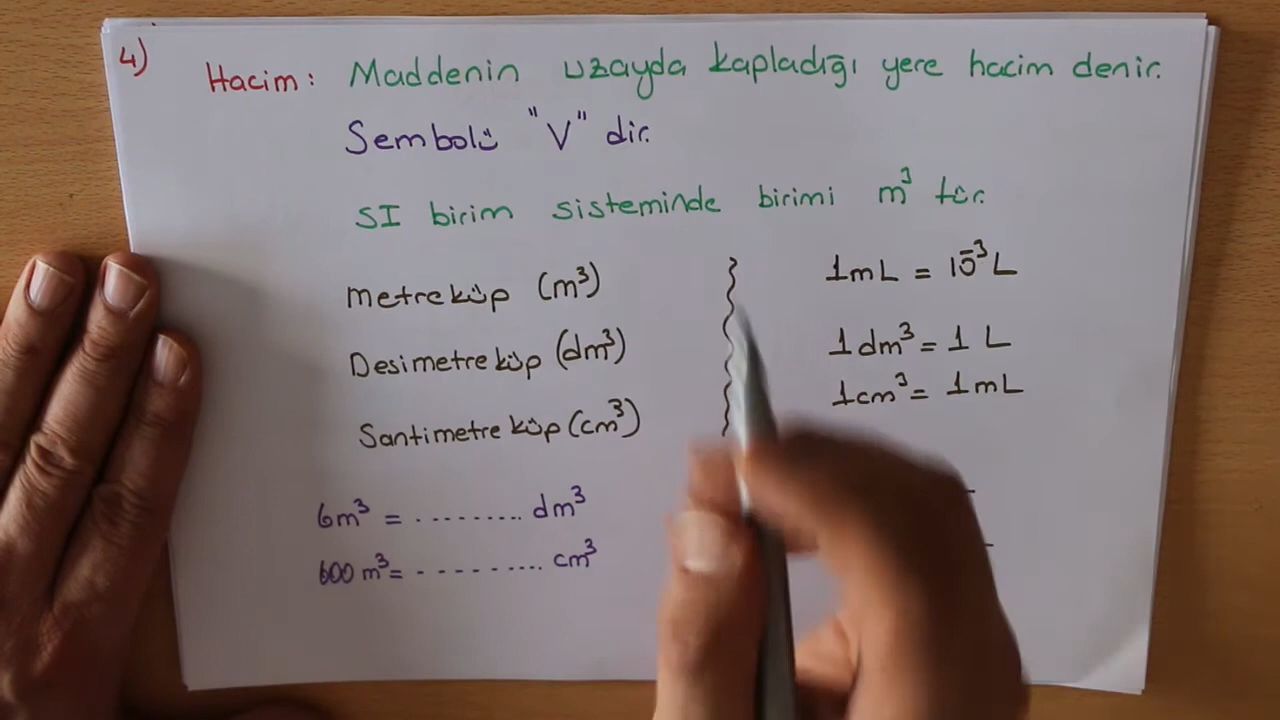 4)
Hacim: Maddenin uzayda kapladığı yere hacim denir.
Sembolü "V" dir.
SI birim sisteminde birimi m³ tür.
Metreküp (m³)
Desimetreküp (dm³)
Santimetreküp (cm³)
1mL = 10⁻³ L
1dm³ = 1 L
1cm³ = 1mL
6m³ = ......... dm³
600 m³ = .......... cm³